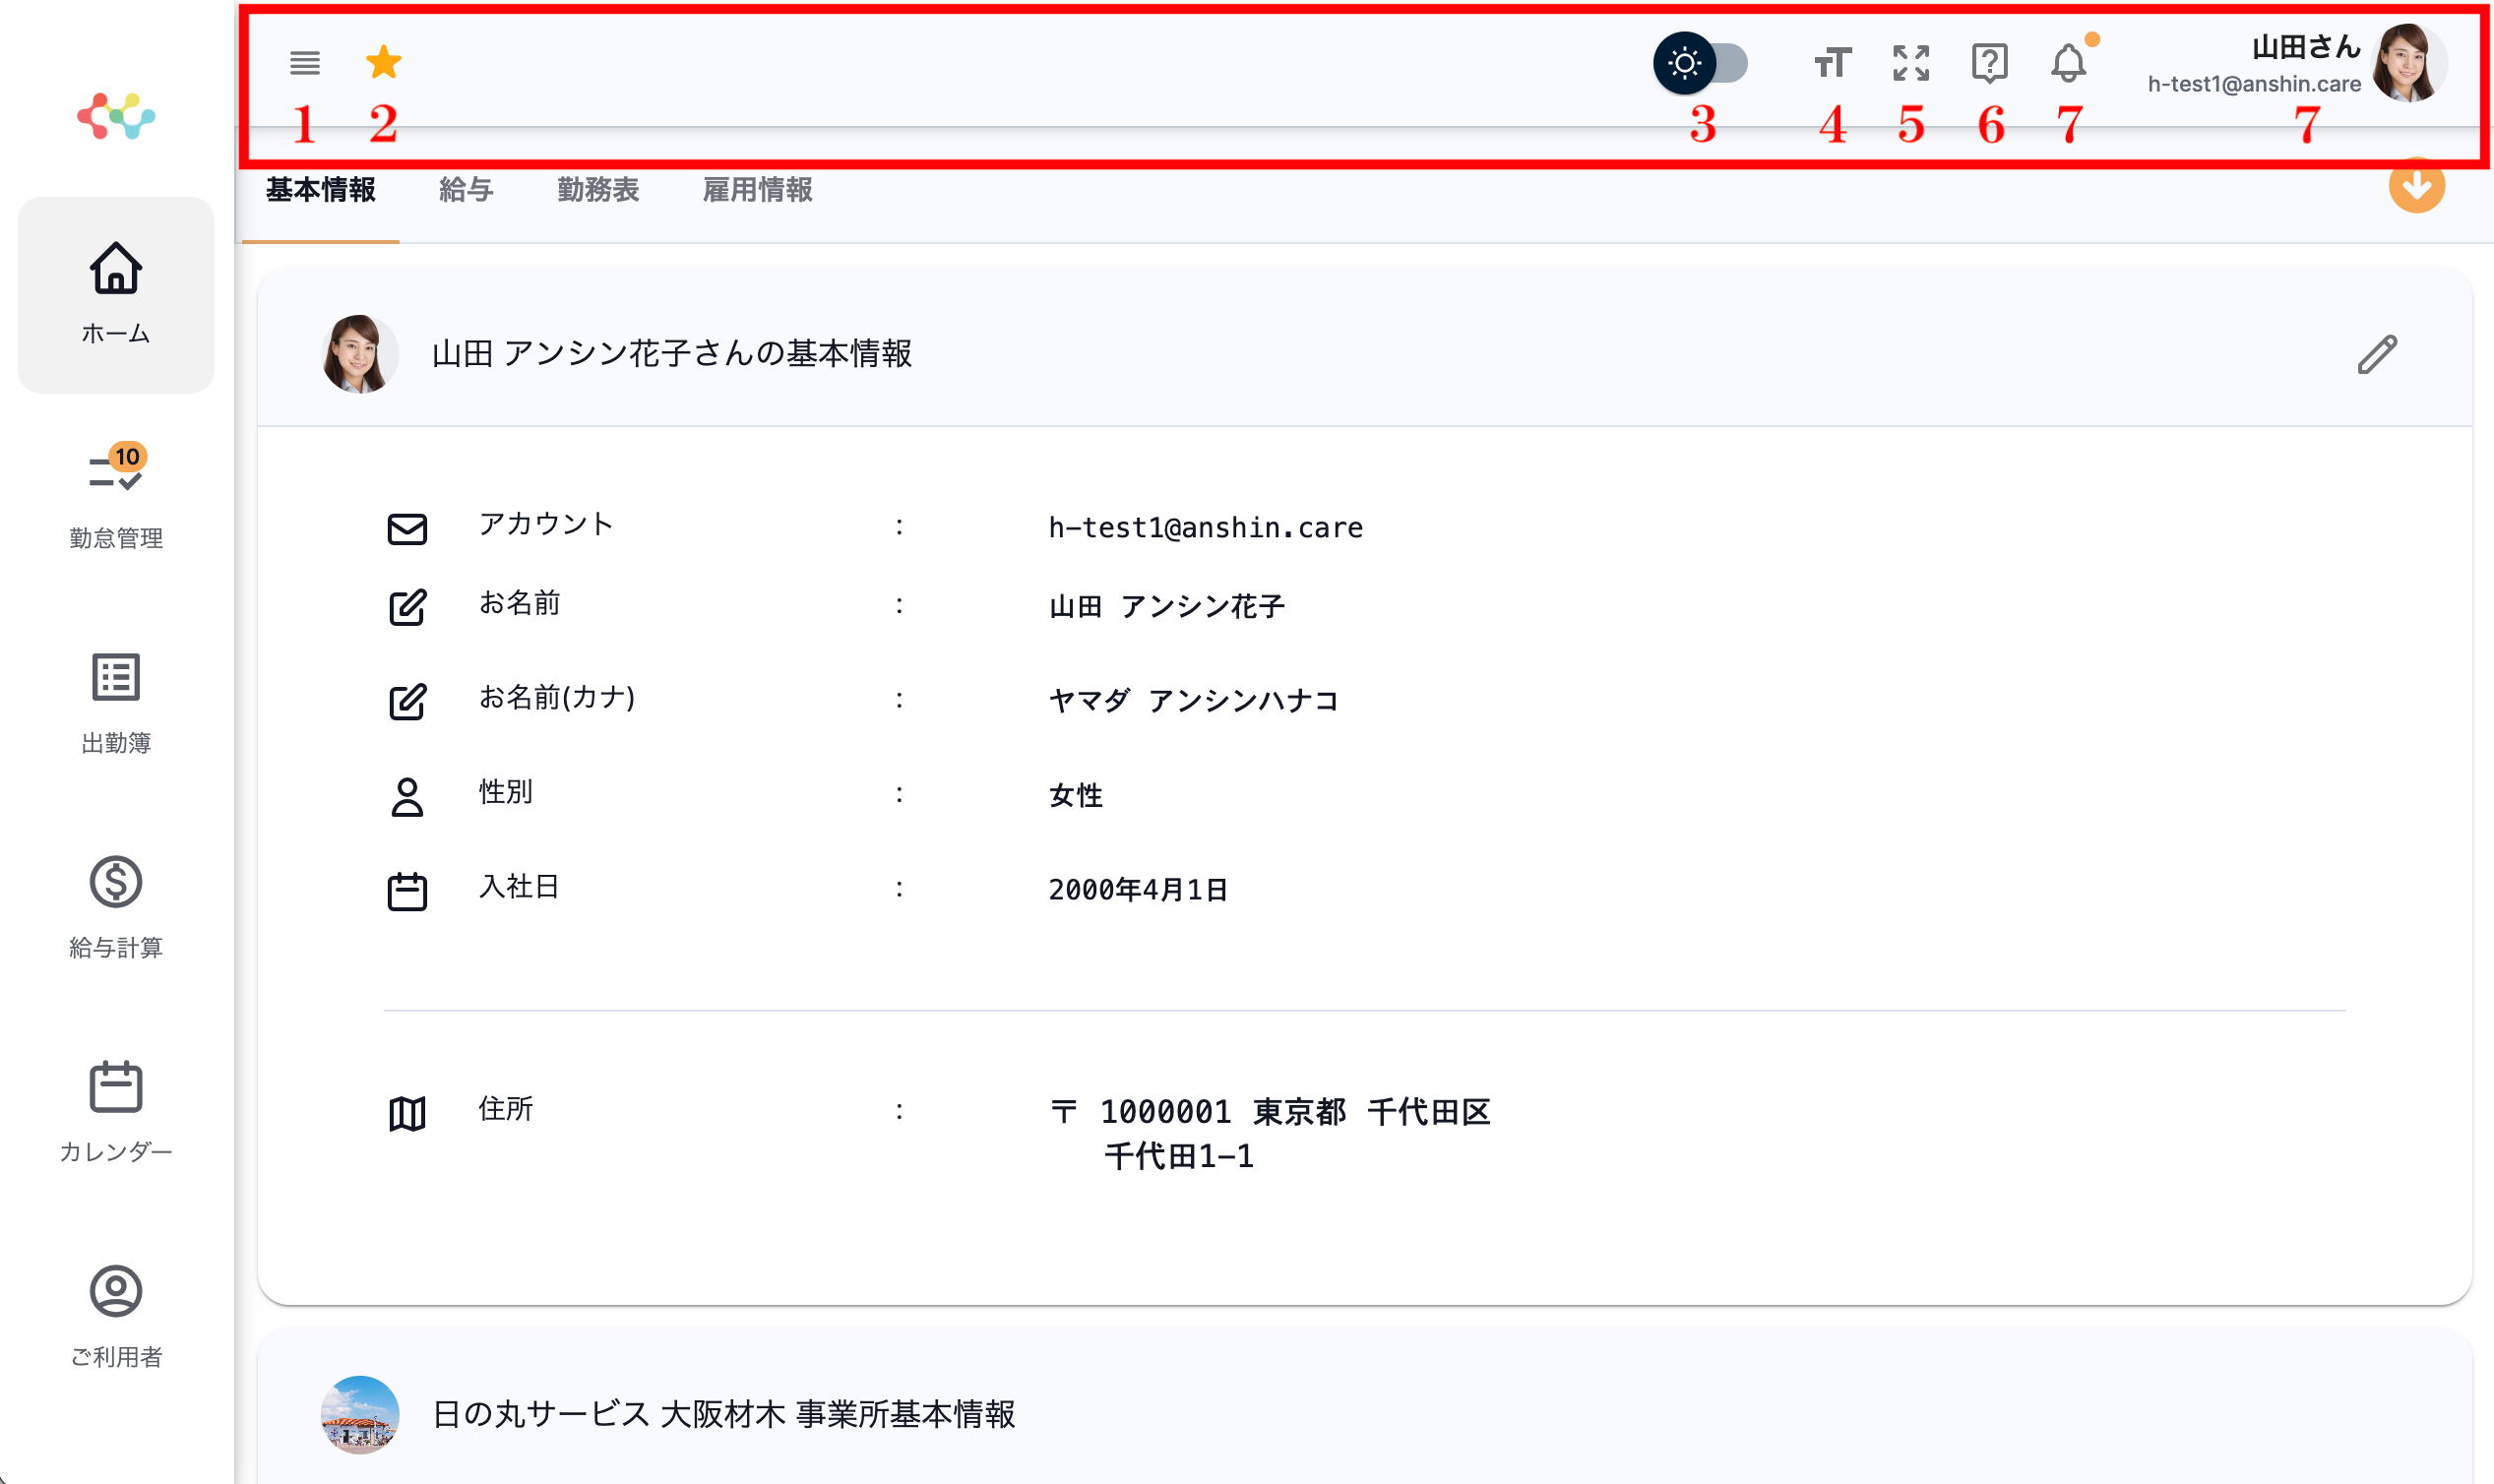 山田さん
h-test1@anshin.care
1 2 3 4 5 6 7 7
基本情報 給与 勤務表 雇用情報
ホーム
10
勤怠管理
出勤簿
給与計算
カレンダー
ご利用者
山田 アンシン花子さんの基本情報
アカウント : h-test1@anshin.care
お名前 : 山田 アンシン花子
お名前(カナ) : ヤマダ アンシンハナコ
性別 : 女性
入社日 : 2000年4月1日
住所 : 〒 1000001 東京都 千代田区
千代田1-1
日の丸サービス 大阪材木 事業所基本情報